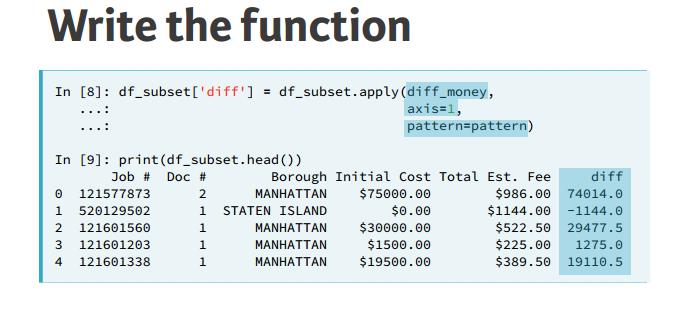 Write the function
In [8]: df_subset['diff'] = df_subset.apply(diff_money,
...: axis=1,
...: pattern=pattern)
In [9]: print(df_subset.head())
Job # Doc # Borough Initial Cost Total Est. Fee diff
0 121577873 2 MANHATTAN $75000.00 $986.00 74014.0
1 520129502 1 STATEN ISLAND $0.00 $1144.00 -1144.0
2 121601560 1 MANHATTAN $30000.00 $522.50 29477.5
3 121601203 1 MANHATTAN $1500.00 $225.00 1275.0
4 121601338 1 MANHATTAN $19500.00 $389.50 19110.5